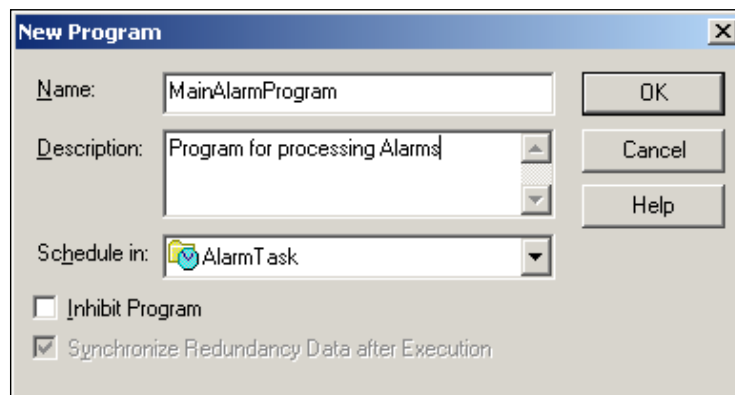 New Program
Name: MainAlarmProgram OK
Description: Program for processing Alarms Cancel
Help
Schedule in: AlarmTask
Inhibit Program
Synchronize Redundancy Data after Execution